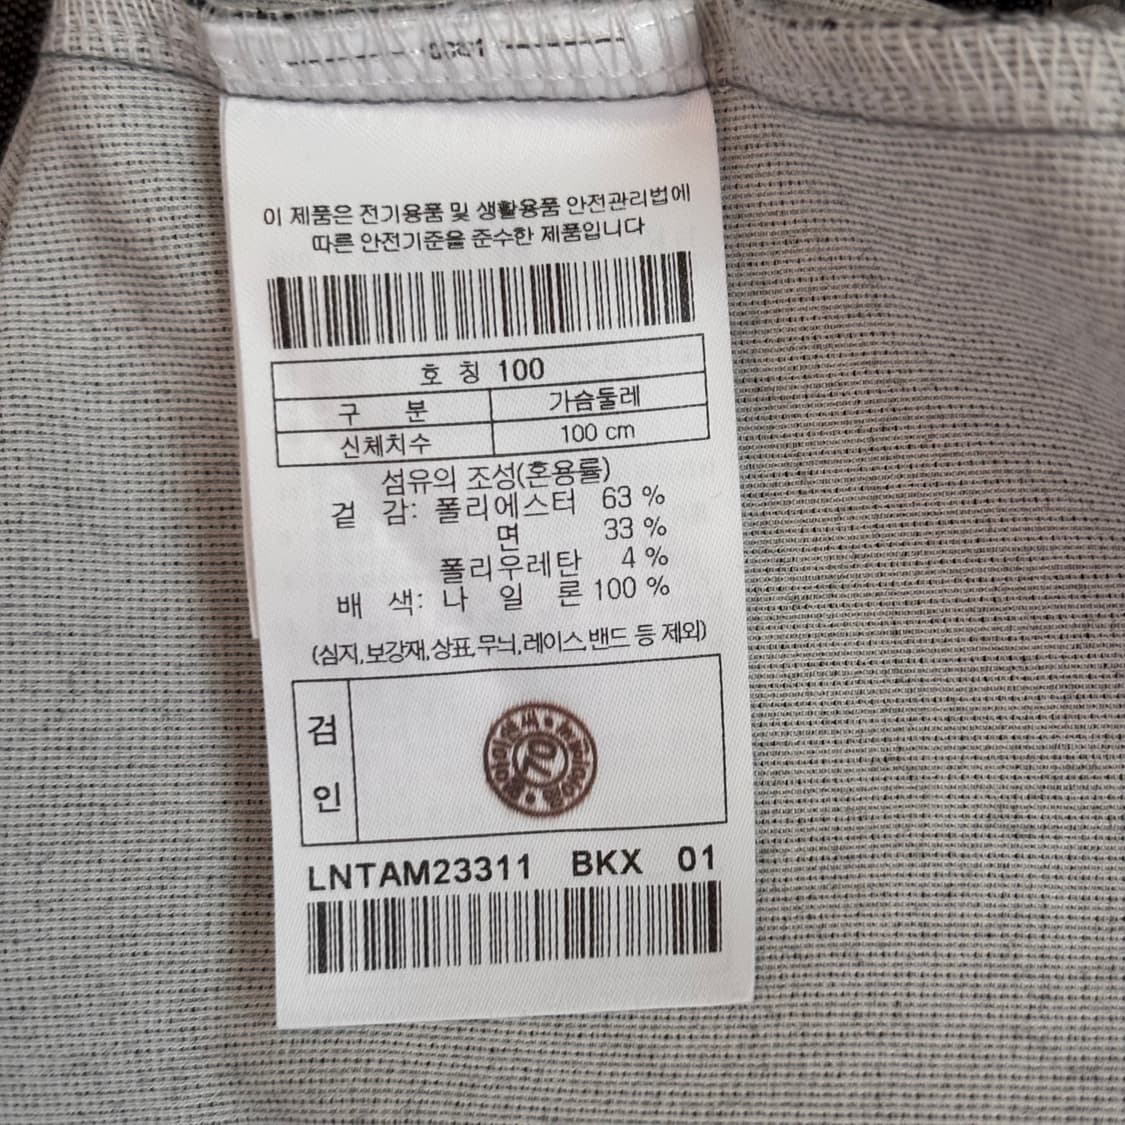 이 제품은 전기용품 및 생활용품 안전관리법에
따른 안전기준을 준수한 제품입니다
호 칭 100
구 분 가슴둘레
신체치수 100 cm
섬유의 조성(혼용률)
겉 감: 폴리에스터 63 %
면 33 %
폴리우레탄 4 %
배 색: 나 일 론 100 %
(심지,보강재,상표,무늬,레이스,밴드 등 제외)
검
인
70
LNTAM23311 BKX 01